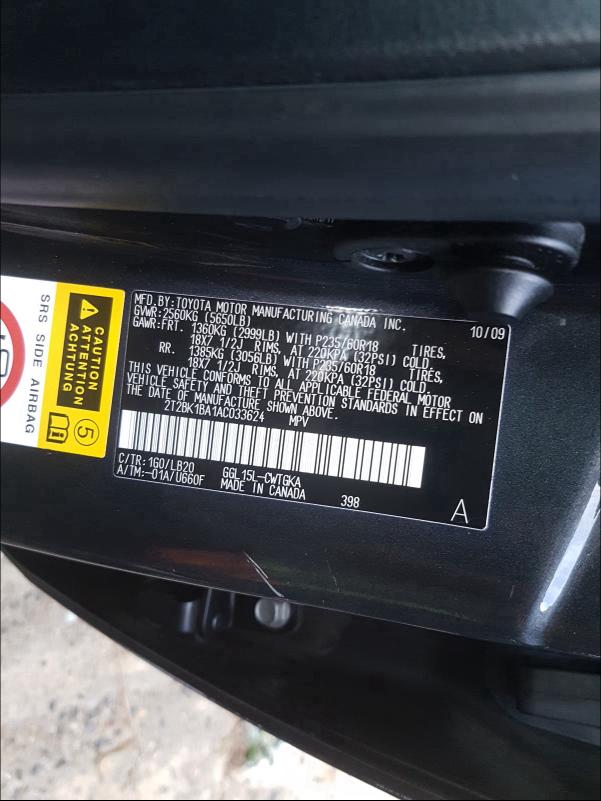 SRS SIDE AIRBAG
CAUTION
ATTENTION
ACHTUNG
5
MFD.BY:TOYOTA MOTOR MANUFACTURING CANADA INC. 10/09
GVWR:2560KG (5650LB)
GAWR:FRT. 1360KG (2999LB) WITH P235/60R18 TIRES,
18X7 1/2J RIMS, AT 220KPA (32PSI) COLD
RR. 1385KG (3056LB) WITH P235/60R18 TIRES,
18X7 1/2J RIMS, AT 220KPA (32PSI) COLD.
THIS VEHICLE CONFORMS TO ALL APPLICABLE FEDERAL MOTOR
VEHICLE SAFETY AND THEFT PREVENTION STANDARDS IN EFFECT ON
THE DATE OF MANUFACTURE SHOWN ABOVE.
2T2BK1BA1AC033624 MPV
C/TR:1G0/LB20 GGL15L-CWTGKA
A/TM:-01A/U660F MADE IN CANADA 398 A